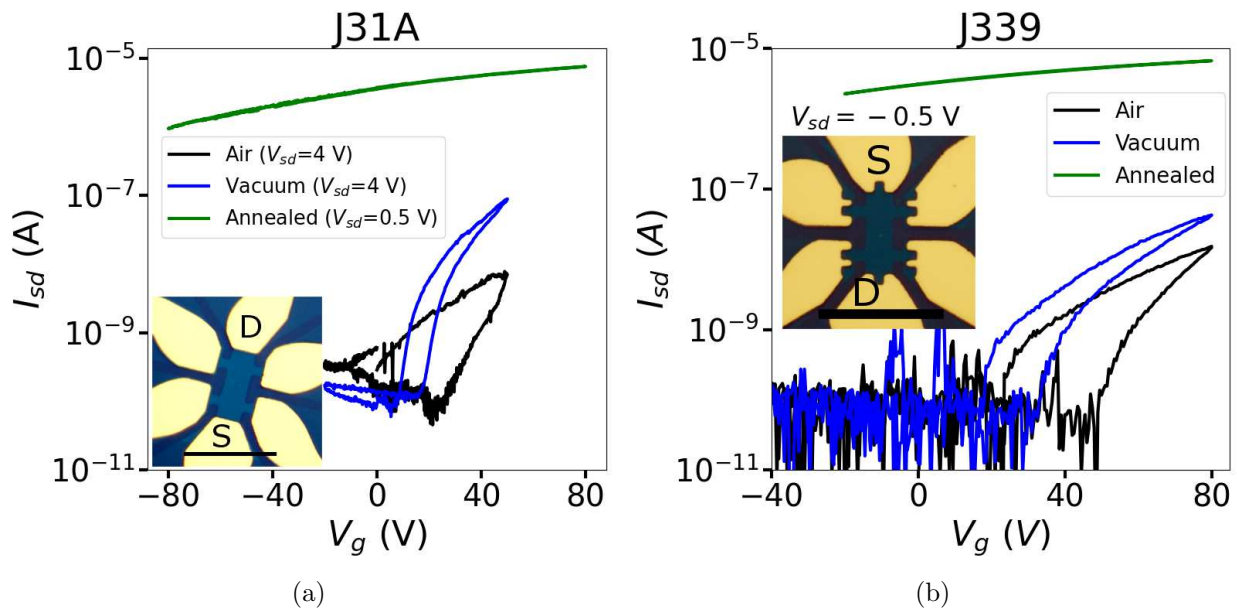 J31A
10⁻⁵
10⁻⁷
10⁻⁹
10⁻¹¹
I_sd (A)
Air (V_sd=4 V)
Vacuum (V_sd=4 V)
Annealed (V_sd=0.5 V)
D
S
−80 −40 0 40 80
V_g (V)
(a)
J339
10⁻⁵
10⁻⁷
10⁻⁹
10⁻¹¹
I_sd (A)
V_sd = −0.5 V
Air
Vacuum
Annealed
S
D
−40 0 40 80
V_g (V)
(b)